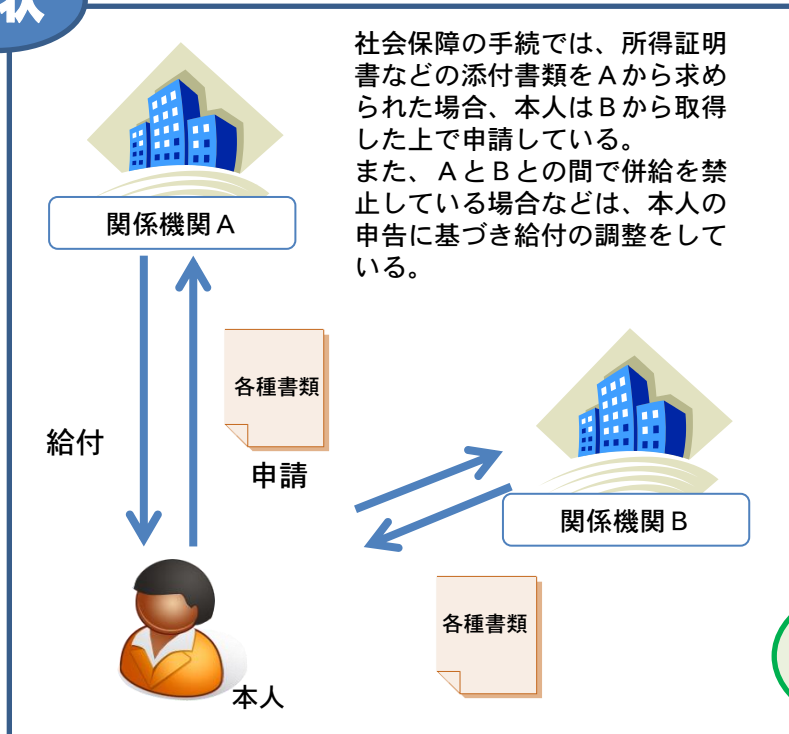 状
社会保障の手続では、所得証明
書などの添付書類をＡから求め
られた場合、本人はＢから取得
した上で申請している。
また、ＡとＢとの間で併給を禁
止している場合などは、本人の
申告に基づき給付の調整をして
いる。
関係機関Ａ
各種書類
給付
申請
関係機関Ｂ
各種書類
本人